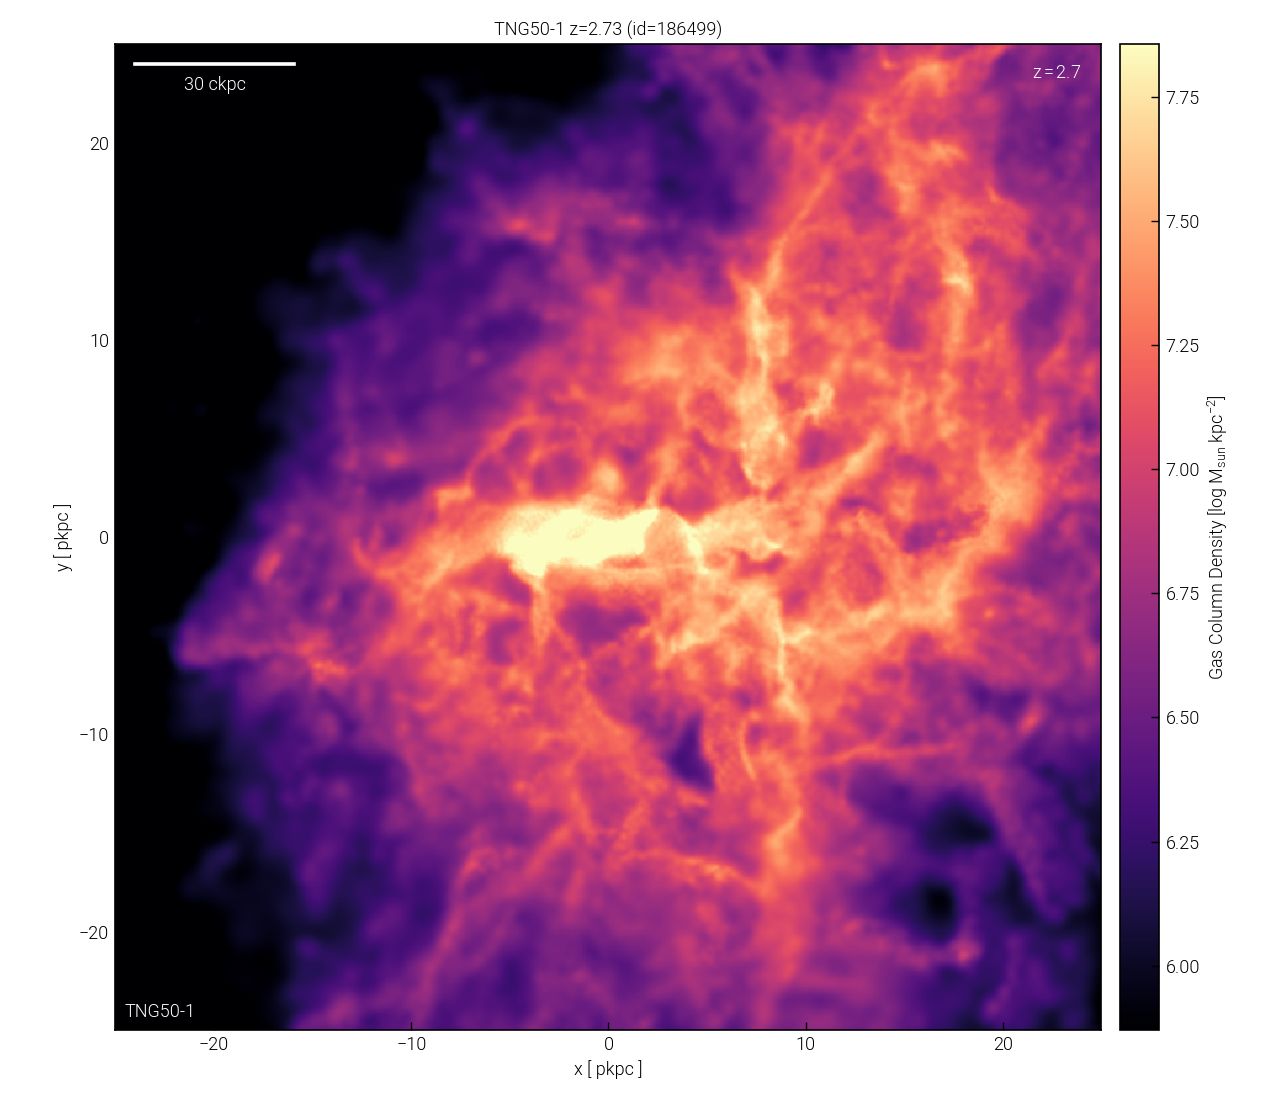 TNG50-1 z=2.73 (id=186499)
30 ckpc
z=2.7
TNG50-1
20
10
0
−10
−20
y [ pkpc ]
−20
−10
0
10
20
x [ pkpc ]
7.75
7.50
7.25
7.00
6.75
6.50
6.25
6.00
Gas Column Density [log M_sun kpc^−2]